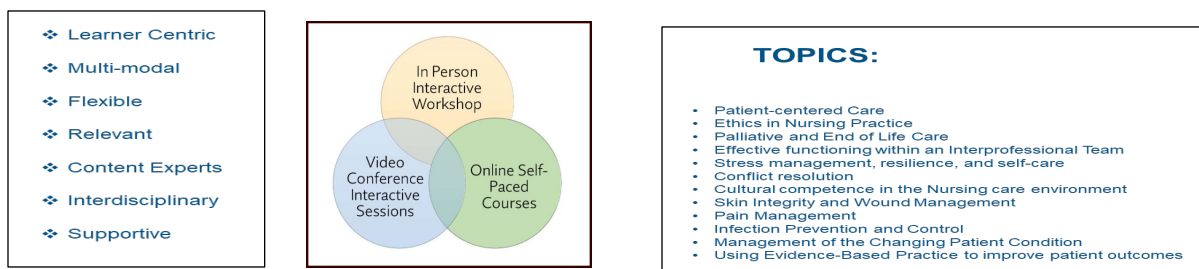 ❖ Learner Centric
❖ Multi-modal
❖ Flexible
❖ Relevant
❖ Content Experts
❖ Interdisciplinary
❖ Supportive
In Person
Interactive
Workshop
Video
Conference
Interactive
Sessions
Online Self-
Paced
Courses
TOPICS:
• Patient-centered Care
• Ethics in Nursing Practice
• Palliative and End of Life Care
• Effective functioning within an Interprofessional Team
• Stress management, resilience, and self-care
• Conflict resolution
• Cultural competence in the Nursing care environment
• Skin Integrity and Wound Management
• Pain Management
• Infection Prevention and Control
• Management of the Changing Patient Condition
• Using Evidence-Based Practice to improve patient outcomes